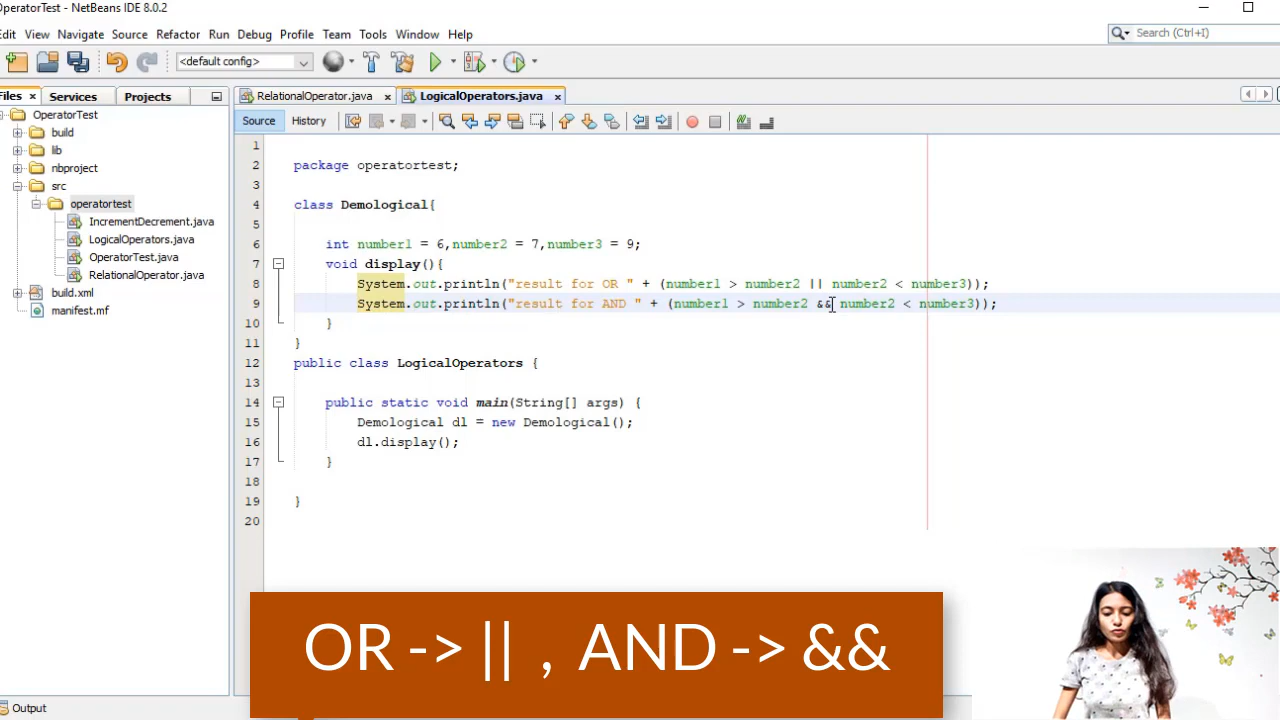 OperatorTest - NetBeans IDE 8.0.2
Edit View Navigate Source Refactor Run Debug Profile Team Tools Window Help
Search (Ctrl+I)
<default config>
Files Services Projects
RelationalOperator.java LogicalOperators.java
Source History
OperatorTest
build
lib
nbproject
src
operatortest
IncrementDecrement.java
LogicalOperators.java
OperatorTest.java
RelationalOperator.java
build.xml
manifest.mf
1
2 package operatortest;
3
4 class Demological{
5
6 int number1 = 6,number2 = 7,number3 = 9;
7 void display(){
8 System.out.println("result for OR " + (number1 > number2 || number2 < number3));
9 System.out.println("result for AND " + (number1 > number2 && number2 < number3));
10 }
11 }
12 public class LogicalOperators {
13
14 public static void main(String[] args) {
15 Demological dl = new Demological();
16 dl.display();
17 }
18
19 }
20
OR -> || , AND -> &&
Output